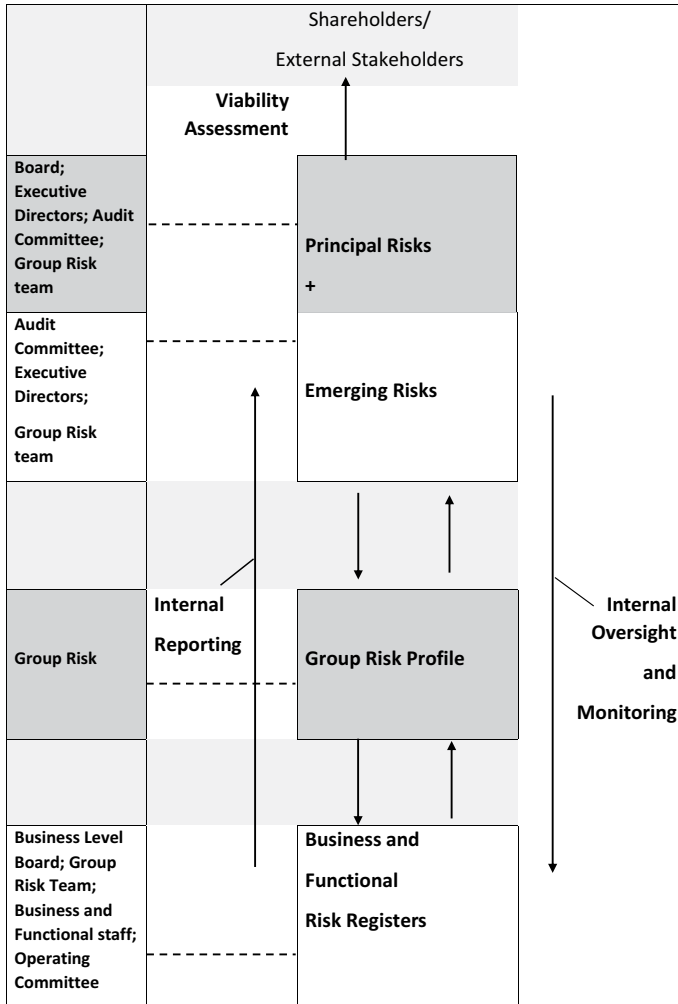 Shareholders/
External Stakeholders
Viability
Assessment
Board;
Executive
Directors; Audit
Committee;
Group Risk
team
Principal Risks
+
Audit
Committee;
Executive
Directors;
Group Risk
team
Emerging Risks
Internal
Reporting
Group Risk
Group Risk Profile
Internal
Oversight
and
Monitoring
Business Level
Board; Group
Risk Team;
Business and
Functional staff;
Operating
Committee
Business and
Functional
Risk Registers